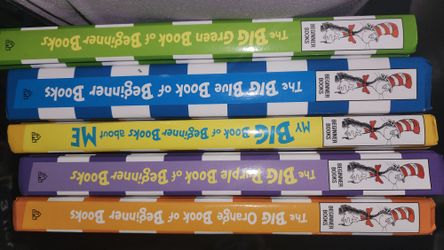 The BIG Green Book of Beginner Books
BEGINNER
BOOKS
The BIG Blue Book of Beginner Books
BEGINNER
BOOKS
My BIG Book of Beginner Books about ME
BEGINNER
BOOKS
The BIG Purple Book of Beginner Books
BEGINNER
BOOKS
The BIG Orange Book of Beginner Books
BEGINNER
BOOKS